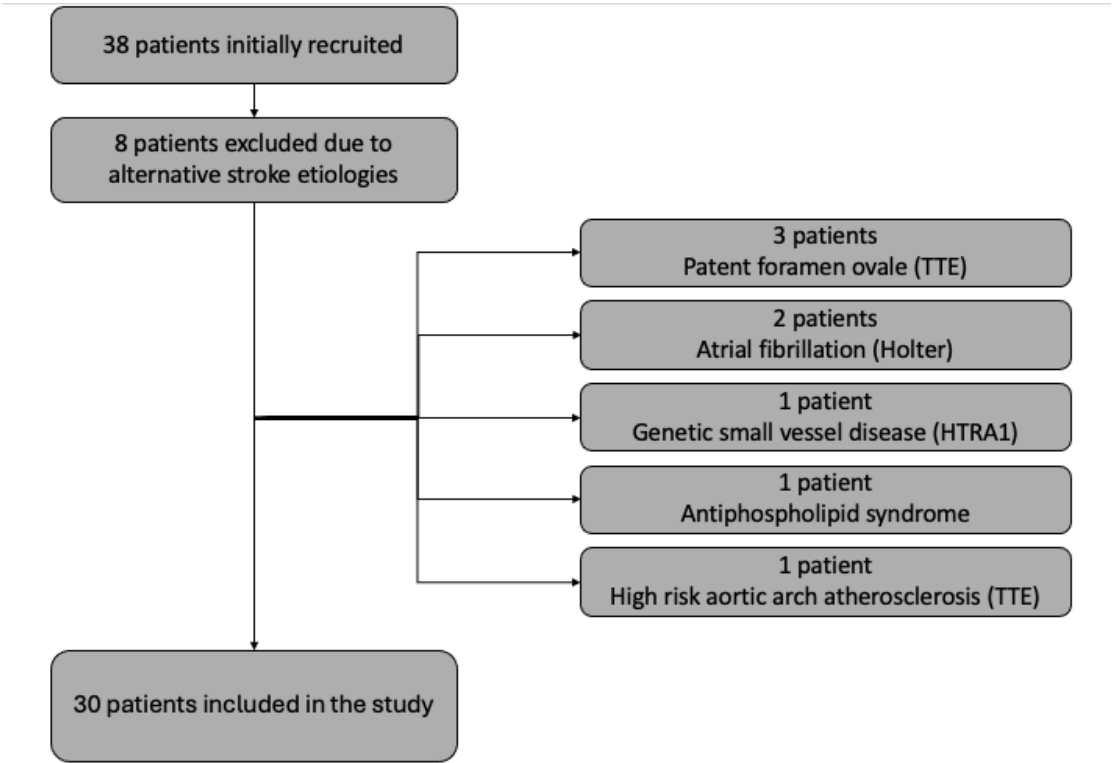 38 patients initially recruited
8 patients excluded due to
alternative stroke etiologies
3 patients
Patent foramen ovale (TTE)
2 patients
Atrial fibrillation (Holter)
1 patient
Genetic small vessel disease (HTRA1)
1 patient
Antiphospholipid syndrome
1 patient
High risk aortic arch atherosclerosis (TTE)
30 patients included in the study